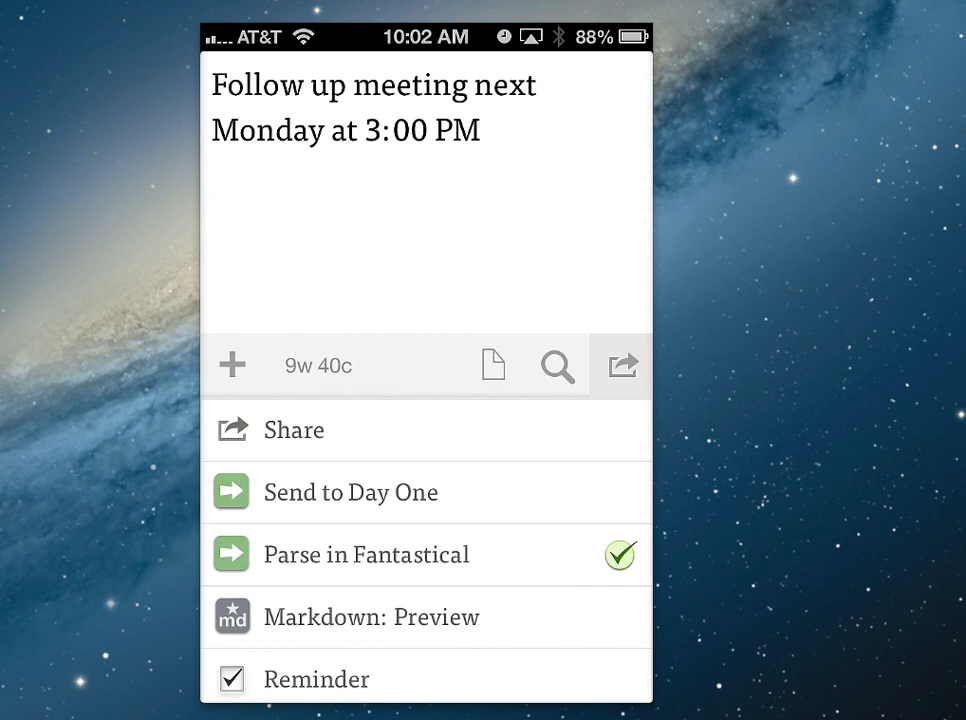 AT&T 10:02 AM 88%
Follow up meeting next
Monday at 3:00 PM
9w 40c
Share
Send to Day One
Parse in Fantastical
md Markdown: Preview
Reminder